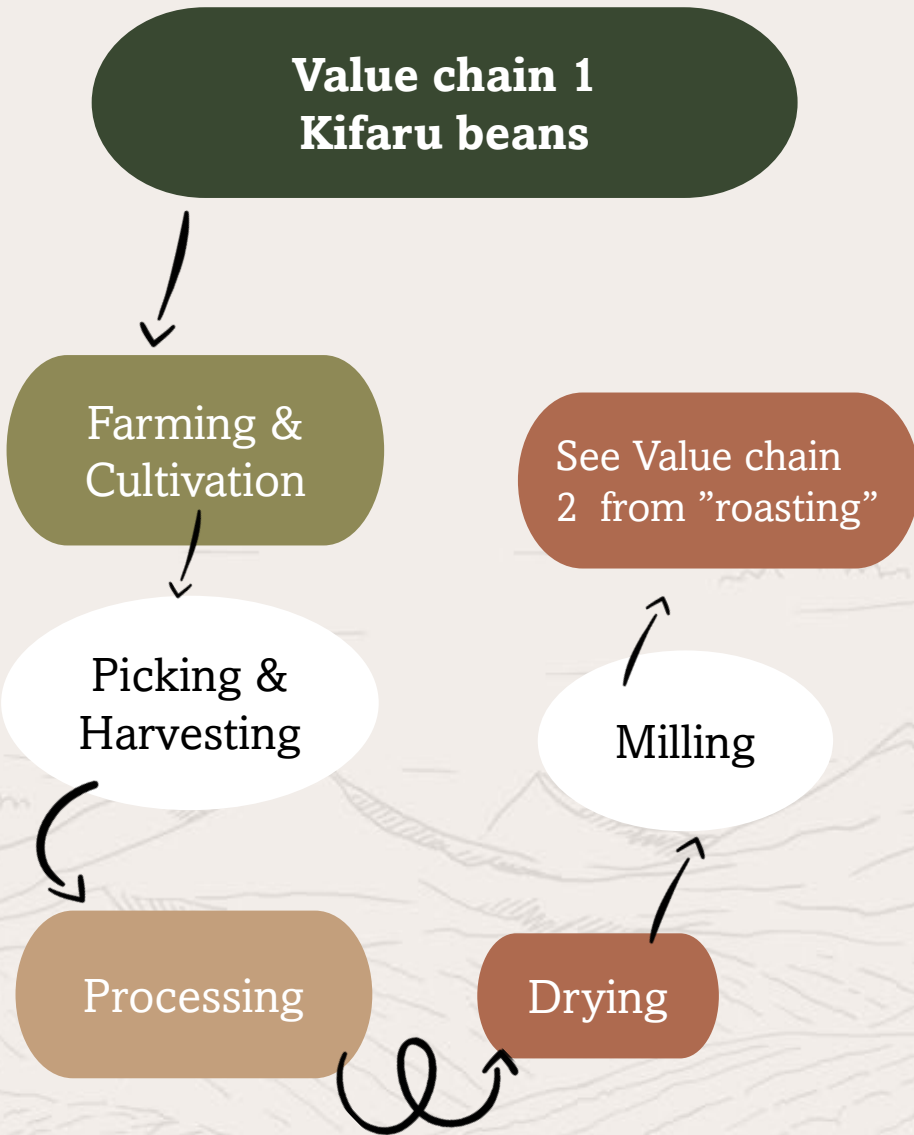 Value chain 1
Kifaru beans
Farming &
Cultivation
Picking &
Harvesting
Processing
Drying
Milling
See Value chain
2 from ”roasting”